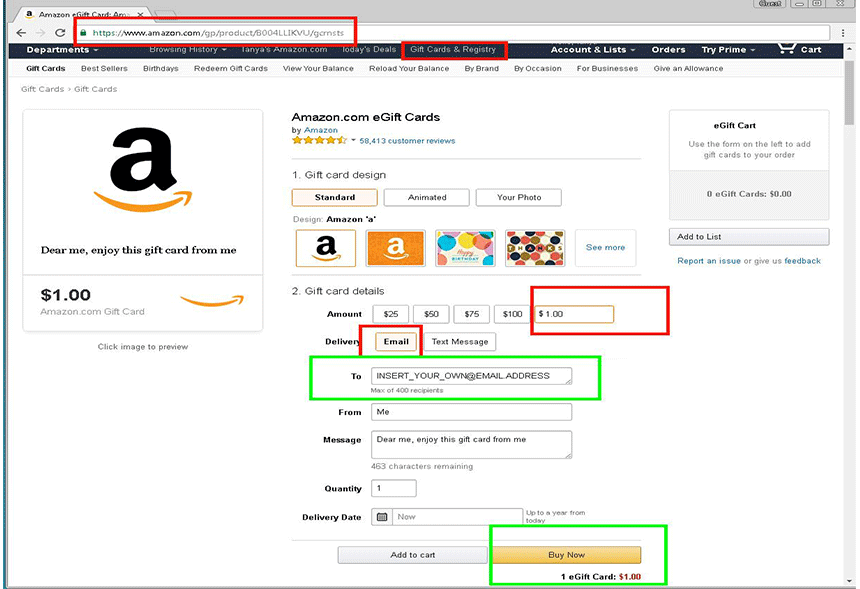 Guest
Amazon eGift Card: Ama
https://www.amazon.com/gp/product/B004LLIKVU/gcrnsts
Departments Browsing History Tanya's Amazon.com Today's Deals Gift Cards & Registry Account & Lists Orders Try Prime Cart
Gift Cards Best Sellers Birthdays Redeem Gift Cards View Your Balance Reload Your Balance By Brand By Occasion For Businesses Give an Allowance
Gift Cards › Gift Cards
Amazon.com eGift Cards
by Amazon
58,413 customer reviews
eGift Cart
Use the form on the left to add
gift cards to your order
0 eGift Cards: $0.00
Add to List
Report an issue or give us feedback
a
Dear me, enjoy this gift card from me
$1.00
Amazon.com Gift Card
Click image to preview
1. Gift card design
Standard Animated Your Photo
Design: Amazon 'a'
a a HAPPY BIRTHDAY THANKS See more
2. Gift card details
Amount $25 $50 $75 $100 $ 1.00
Delivery Email Text Message
To INSERT_YOUR_OWN@EMAIL.ADDRESS
Max of 400 recipients
From Me
Message Dear me, enjoy this gift card from me
463 characters remaining
Quantity 1
Delivery Date Now Up to a year from
today
Add to cart Buy Now
1 eGift Card: $1.00